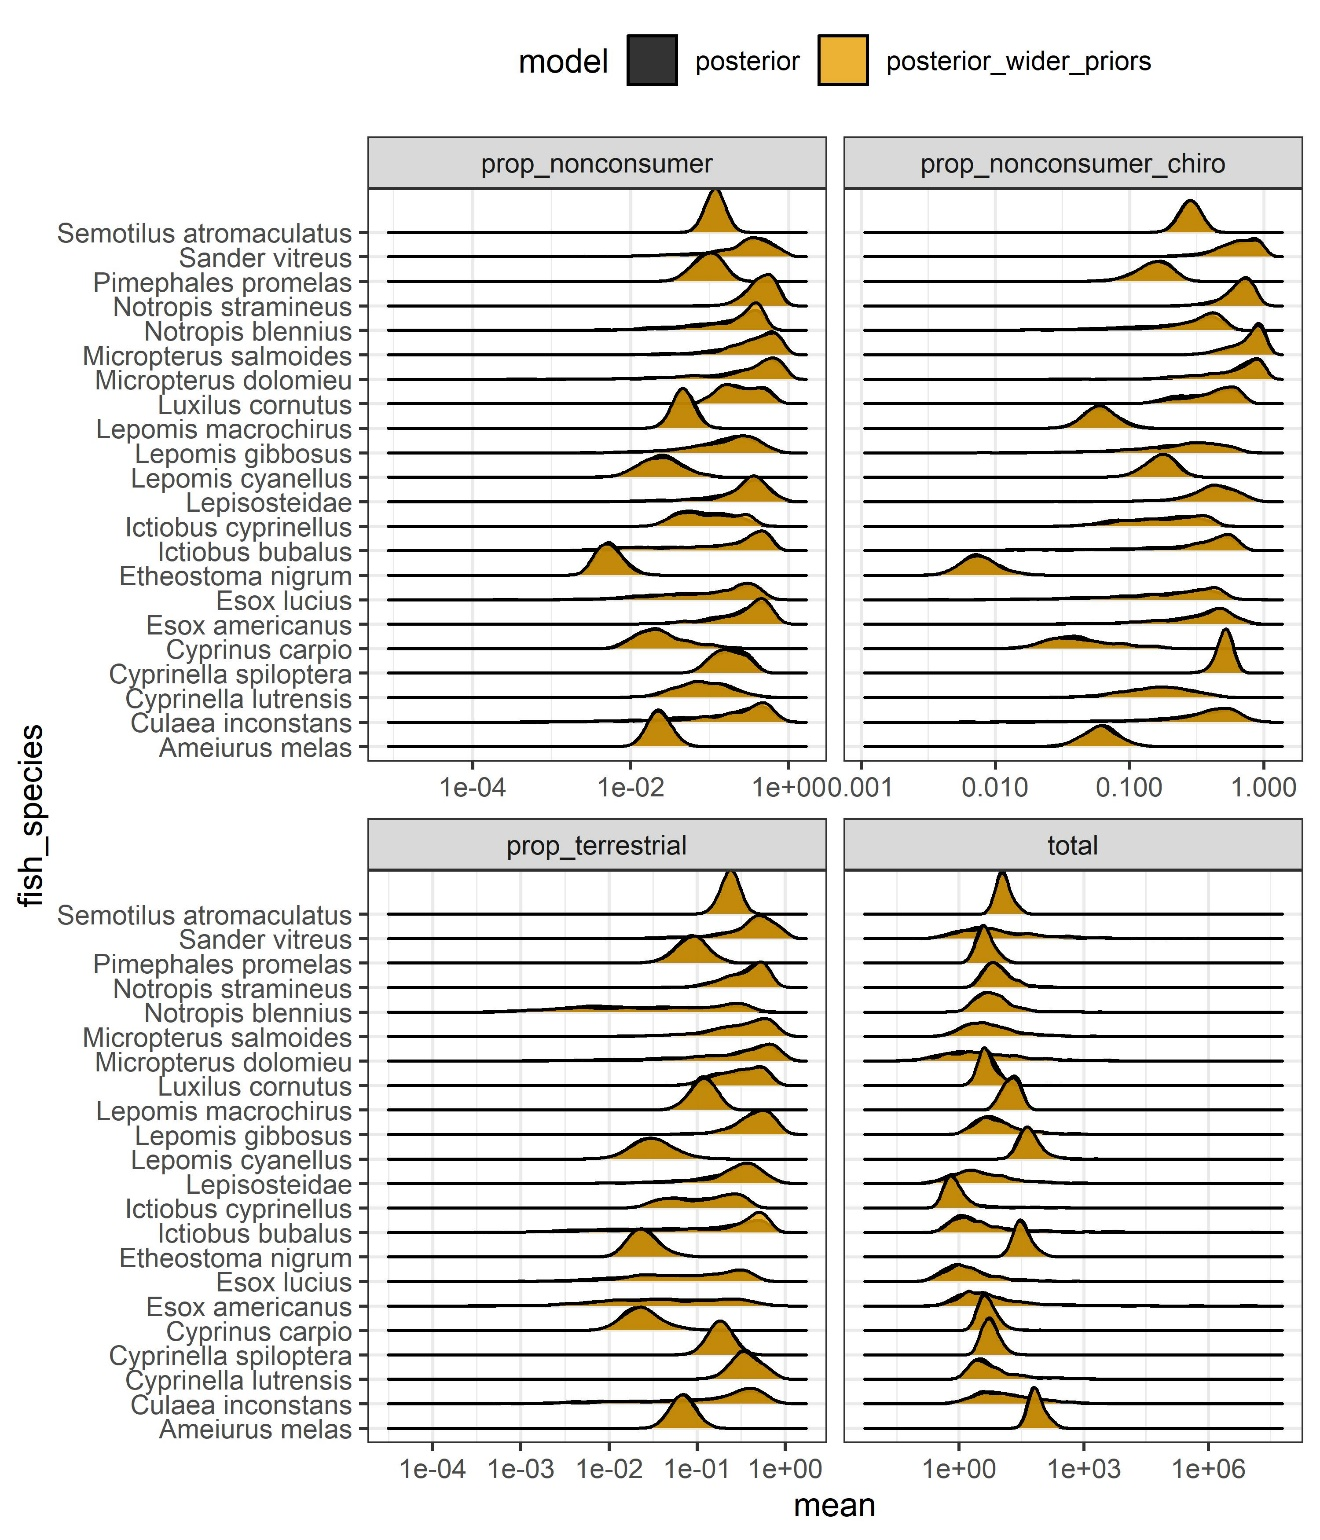 model posterior posterior_wider_priors
prop_nonconsumer prop_nonconsumer_chiro
Semotilus atromaculatus
Sander vitreus
Pimephales promelas
Notropis stramineus
Notropis blennius
Micropterus salmoides
Micropterus dolomieu
Luxilus cornutus
Lepomis macrochirus
Lepomis gibbosus
Lepomis cyanellus
Lepisosteidae
Ictiobus cyprinellus
Ictiobus bubalus
Etheostoma nigrum
Esox lucius
Esox americanus
Cyprinus carpio
Cyprinella spiloptera
Cyprinella lutrensis
Culaea inconstans
Ameiurus melas
1e-04 1e-02 1e+00 0.001 0.010 0.100 1.000
fish_species
prop_terrestrial total
Semotilus atromaculatus
Sander vitreus
Pimephales promelas
Notropis stramineus
Notropis blennius
Micropterus salmoides
Micropterus dolomieu
Luxilus cornutus
Lepomis macrochirus
Lepomis gibbosus
Lepomis cyanellus
Lepisosteidae
Ictiobus cyprinellus
Ictiobus bubalus
Etheostoma nigrum
Esox lucius
Esox americanus
Cyprinus carpio
Cyprinella spiloptera
Cyprinella lutrensis
Culaea inconstans
Ameiurus melas
1e-04 1e-03 1e-02 1e-01 1e+00 1e+00 1e+03 1e+06
mean